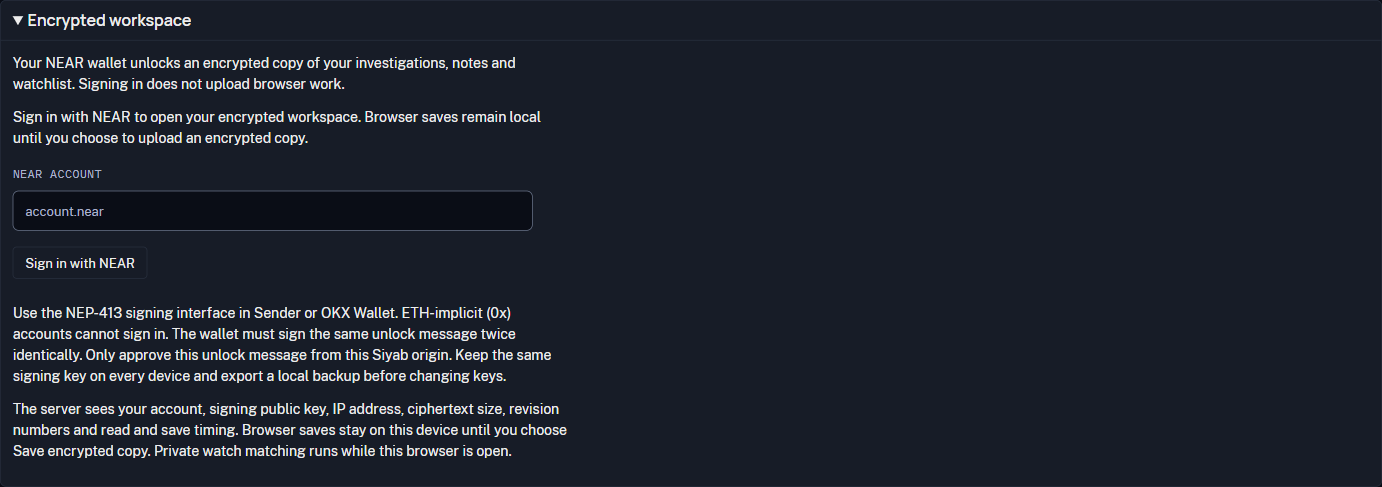 ▼ Encrypted workspace
Your NEAR wallet unlocks an encrypted copy of your investigations, notes and
watchlist. Signing in does not upload browser work.
Sign in with NEAR to open your encrypted workspace. Browser saves remain local
until you choose to upload an encrypted copy.
NEAR ACCOUNT
account.near
Sign in with NEAR
Use the NEP-413 signing interface in Sender or OKX Wallet. ETH-implicit (0x)
accounts cannot sign in. The wallet must sign the same unlock message twice
identically. Only approve this unlock message from this Siyab origin. Keep the same
signing key on every device and export a local backup before changing keys.
The server sees your account, signing public key, IP address, ciphertext size, revision
numbers and read and save timing. Browser saves stay on this device until you choose
Save encrypted copy. Private watch matching runs while this browser is open.